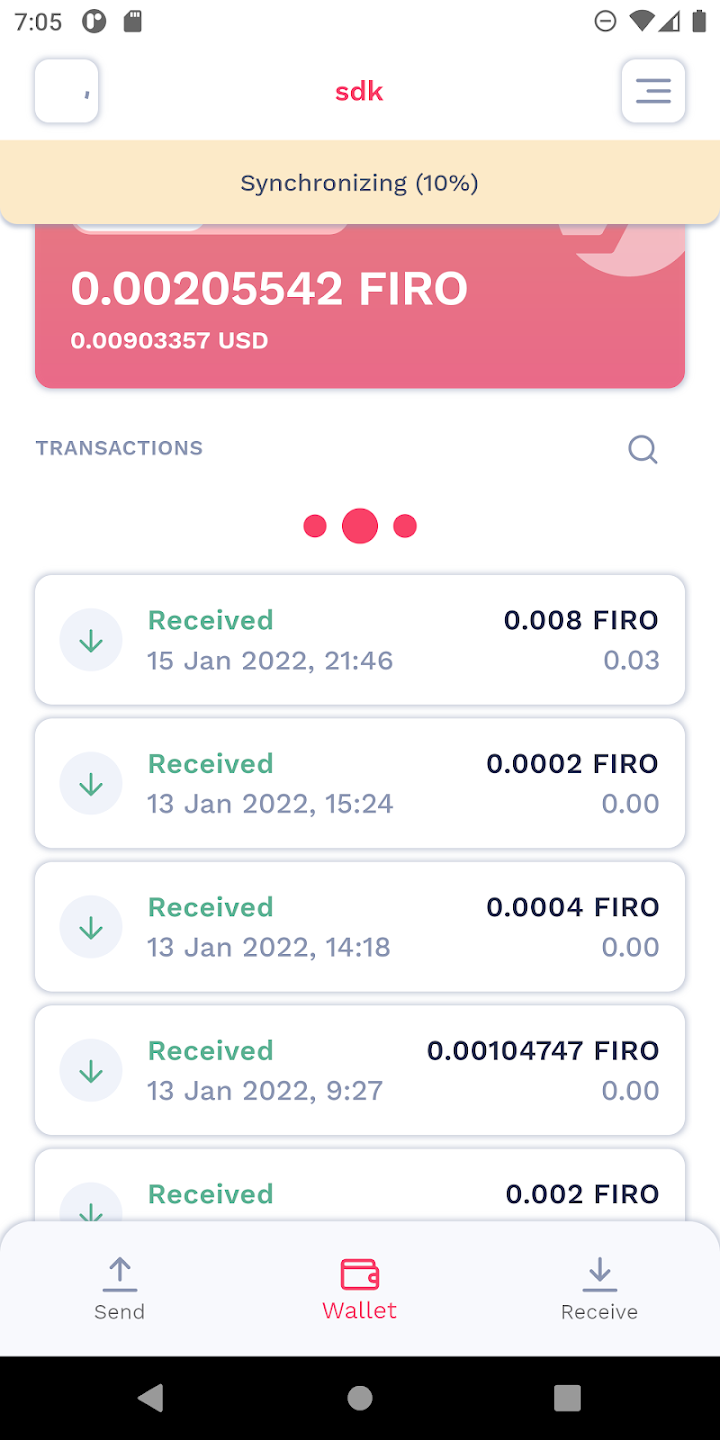 7:05
sdk
Synchronizing (10%)
0.00205542 FIRO
0.00903357 USD
TRANSACTIONS
Received 0.008 FIRO
15 Jan 2022, 21:46 0.03
Received 0.0002 FIRO
13 Jan 2022, 15:24 0.00
Received 0.0004 FIRO
13 Jan 2022, 14:18 0.00
Received 0.00104747 FIRO
13 Jan 2022, 9:27 0.00
Received 0.002 FIRO
Send Wallet Receive